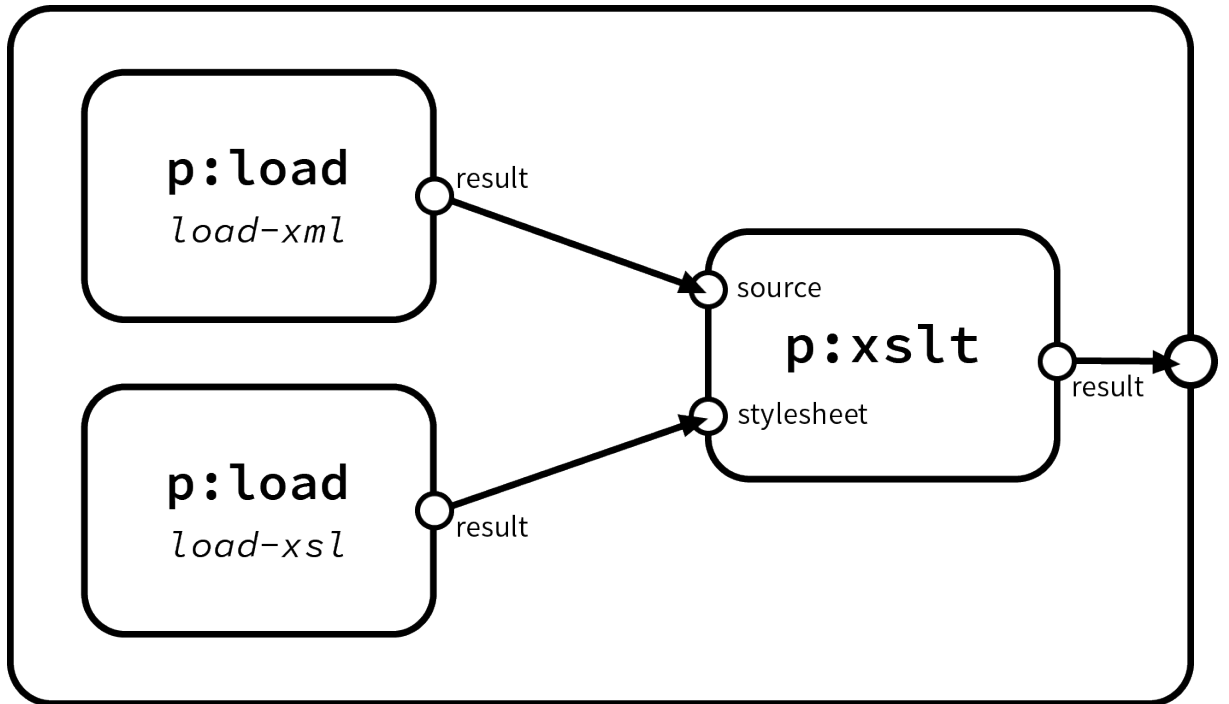 p:load
load-xml
result
source
p:xslt
stylesheet
result
p:load
load-xsl
result